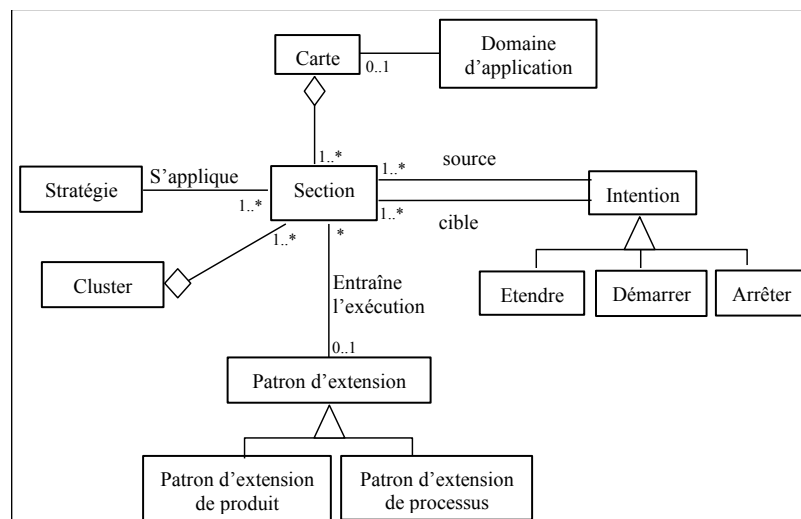 Carte
0..1
Domaine
d'application
1..*
Stratégie
S'applique
1..*
Section
1..*
source
1..*
cible
Intention
1..*
*
Cluster
Entraîne
l'exécution
Etendre
Démarrer
Arrêter
0..1
Patron d'extension
Patron d'extension
de produit
Patron d'extension
de processus